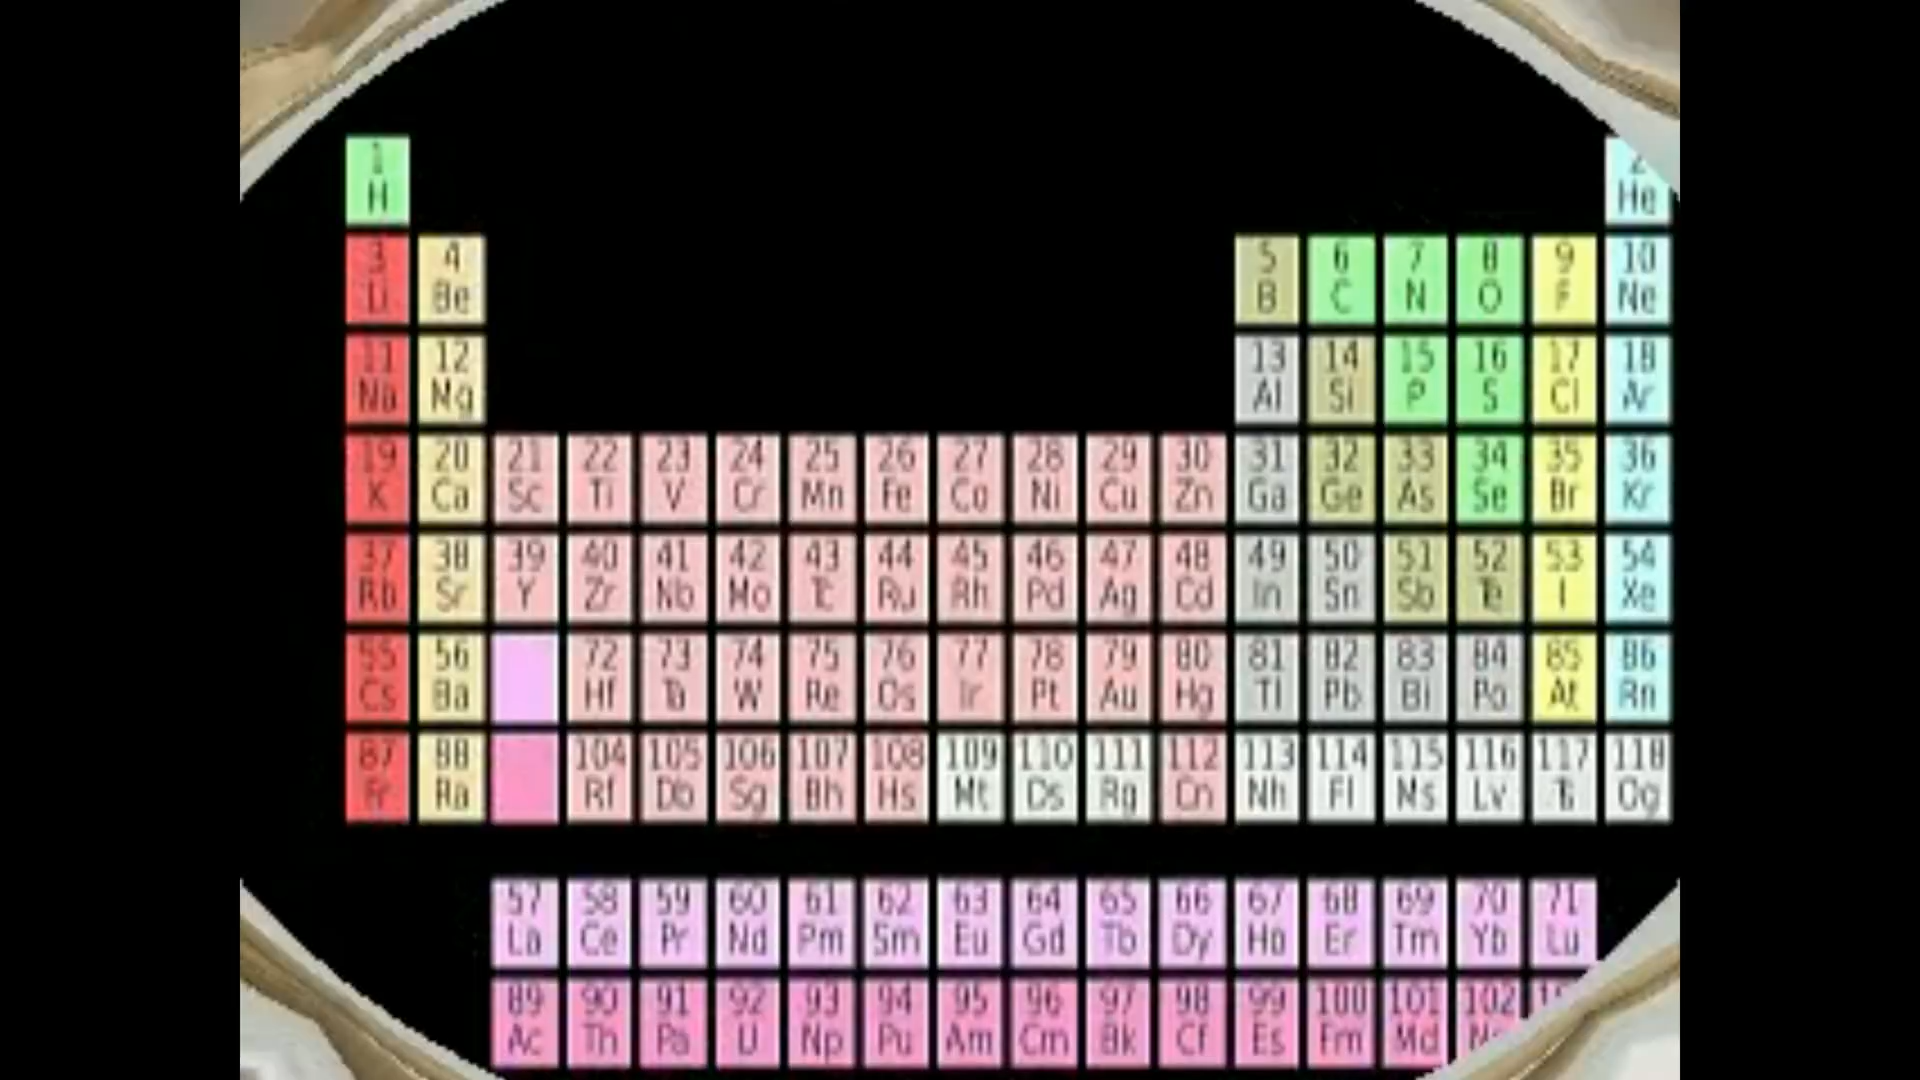 1
H
2
He
3 4 5 6 7 8 9 10
Li Be B C N O F Ne
11 12 13 14 15 16 17 18
Na Mg Al Si P S Cl Ar
19 20 21 22 23 24 25 26 27 28 29 30 31 32 33 34 35 36
K Ca Sc Ti V Cr Mn Fe Co Ni Cu Zn Ga Ge As Se Br Kr
37 38 39 40 41 42 43 44 45 46 47 48 49 50 51 52 53 54
Rb Sr Y Zr Nb Mo Tc Ru Rh Pd Ag Cd In Sn Sb Te I Xe
55 56 72 73 74 75 76 77 78 79 80 81 82 83 84 85 86
Cs Ba Hf Ta W Re Os Ir Pt Au Hg Tl Pb Bi Po At Rn
87 88 104 105 106 107 108 109 110 111 112 113 114 115 116 117 118
Fr Ra Rf Db Sg Bh Hs Mt Ds Rg Cn Nh Fl Ms Lv Ts Og
57 58 59 60 61 62 63 64 65 66 67 68 69 70 71
La Ce Pr Nd Pm Sm Eu Gd Tb Dy Ho Er Tm Yb Lu
89 90 91 92 93 94 95 96 97 98 99 100 101 102
Ac Th Pa U Np Pu Am Cm Bk Cf Es Fm Md